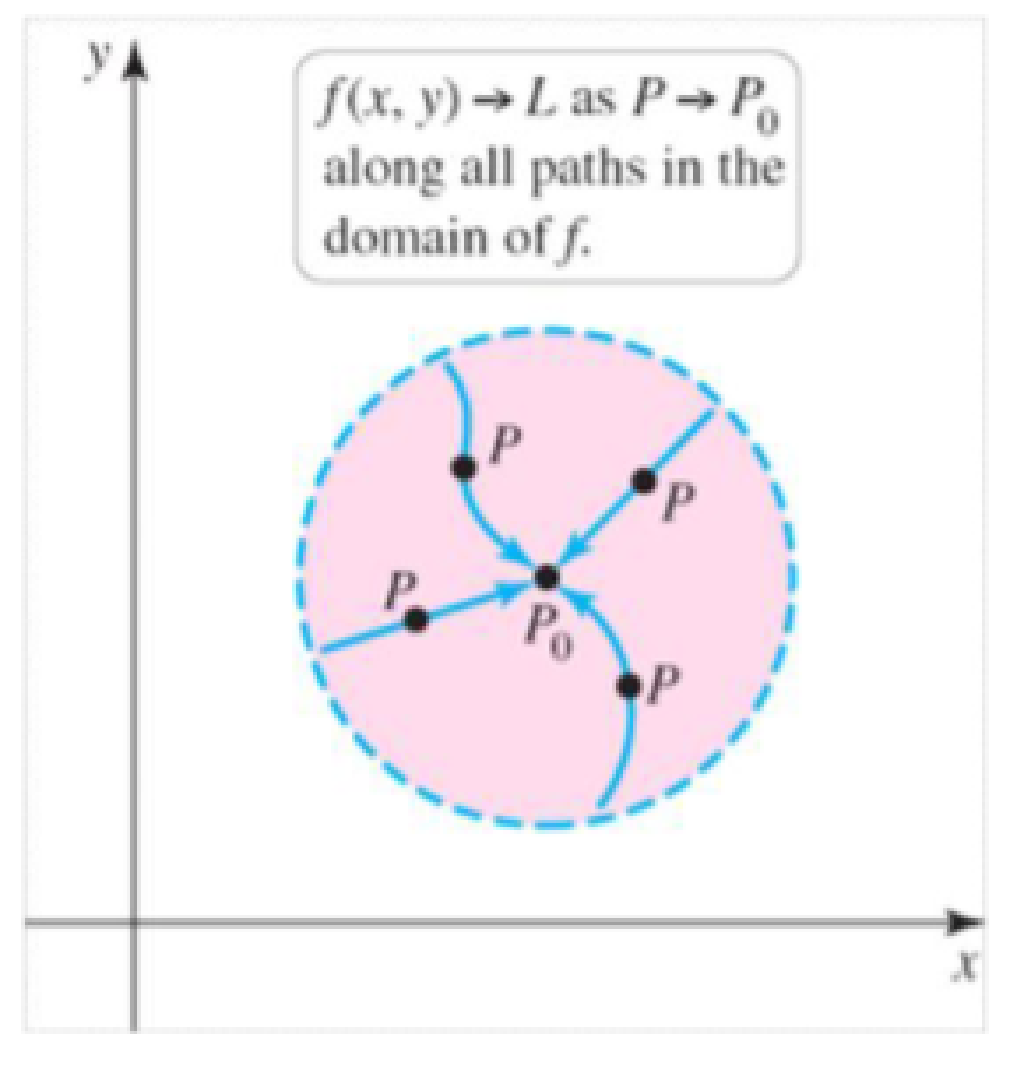 y
f(x, y) → L as P → P₀
along all paths in the
domain of f.
P
P
P
P₀
P
x